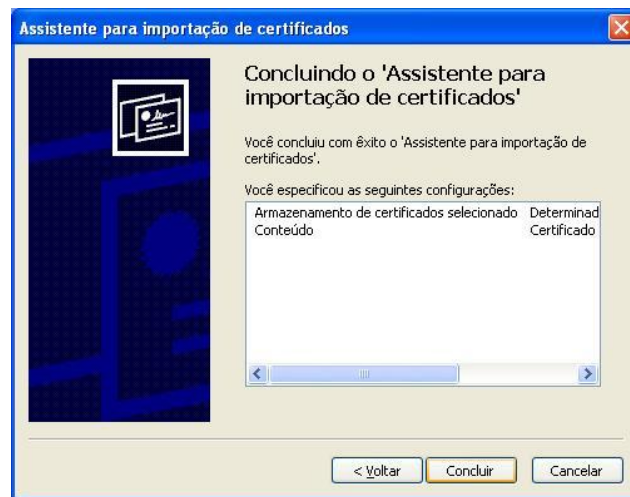 Assistente para importação de certificados
Concluindo o 'Assistente para
importação de certificados'
Você concluiu com êxito o 'Assistente para importação de
certificados'.
Você especificou as seguintes configurações:
Armazenamento de certificados selecionado Determinad
Conteúdo Certificado
< Voltar Concluir Cancelar